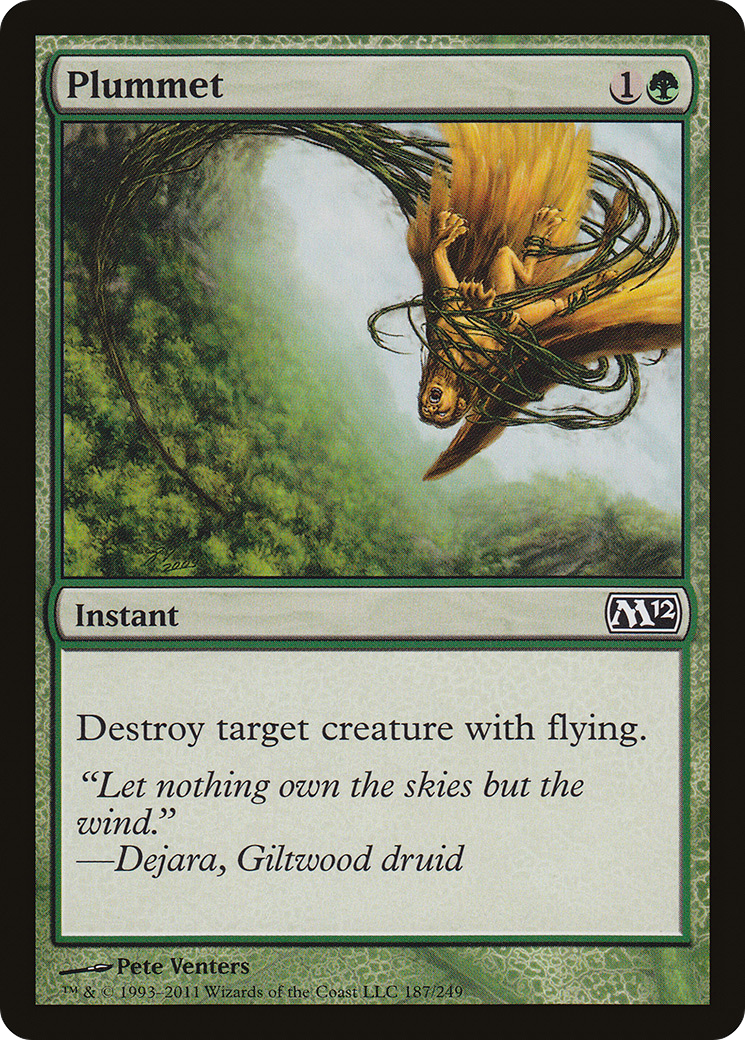 Plummet
1
Instant
M12
Destroy target creature with flying.
“Let nothing own the skies but the
wind.”
—Dejara, Giltwood druid
Pete Venters
™ & © 1993–2011 Wizards of the Coast LLC 187/249